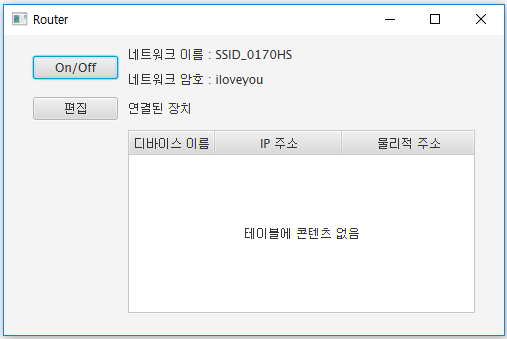 Router
On/Off
네트워크 이름 : SSID_0170HS
네트워크 암호 : iloveyou
편집
연결된 장치
디바이스 이름 IP 주소 물리적 주소
테이블에 콘텐츠 없음